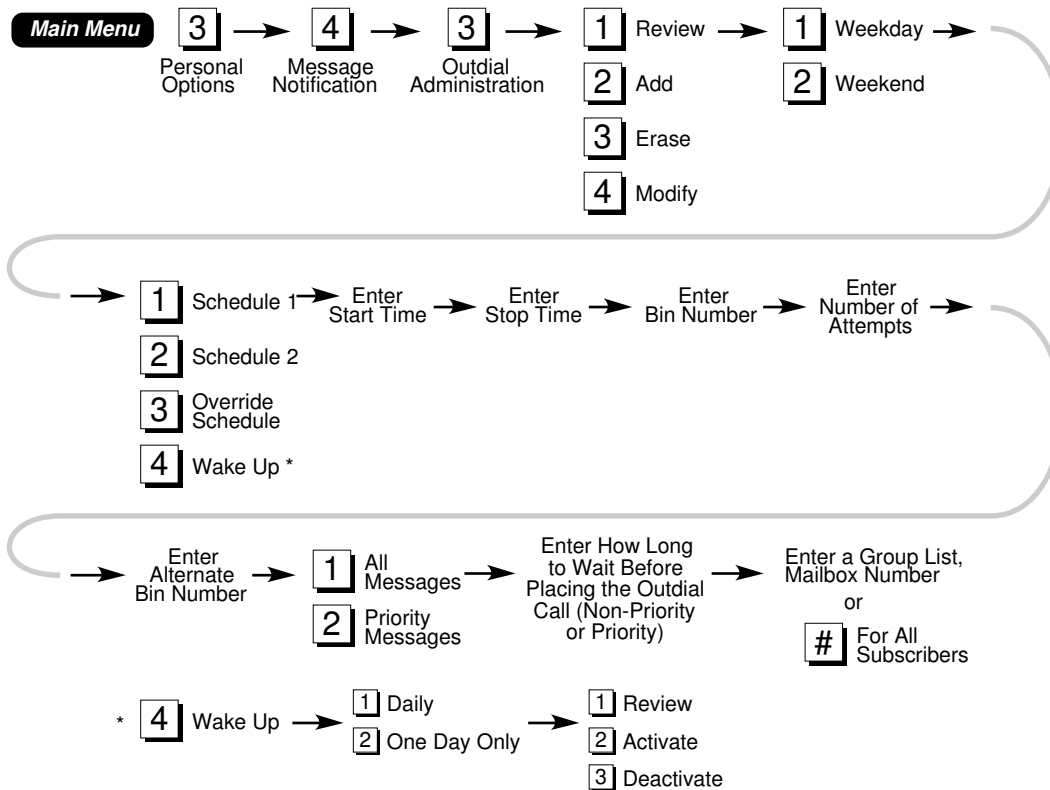 Main Menu
3
Personal
Options
4
Message
Notification
3
Outdial
Administration
1 Review
2 Add
3 Erase
4 Modify
1 Weekday
2 Weekend
1 Schedule 1
2 Schedule 2
3 Override
Schedule
4 Wake Up *
Enter
Start Time
Enter
Stop Time
Enter
Bin Number
Enter
Number of
Attempts
Enter
Alternate
Bin Number
1 All
Messages
2 Priority
Messages
Enter How Long
to Wait Before
Placing the Outdial
Call (Non-Priority
or Priority)
Enter a Group List,
Mailbox Number
or
# For All
Subscribers
* 4 Wake Up
1 Daily
2 One Day Only
1 Review
2 Activate
3 Deactivate